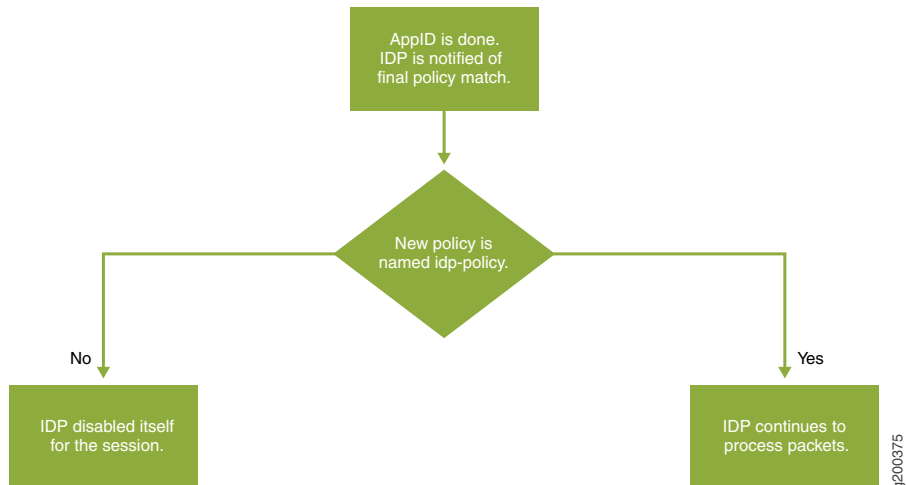 AppID is done.
IDP is notified of
final policy match.
New policy is
named idp-policy.
No
Yes
IDP disabled itself
for the session.
IDP continues to
process packets.
g200375